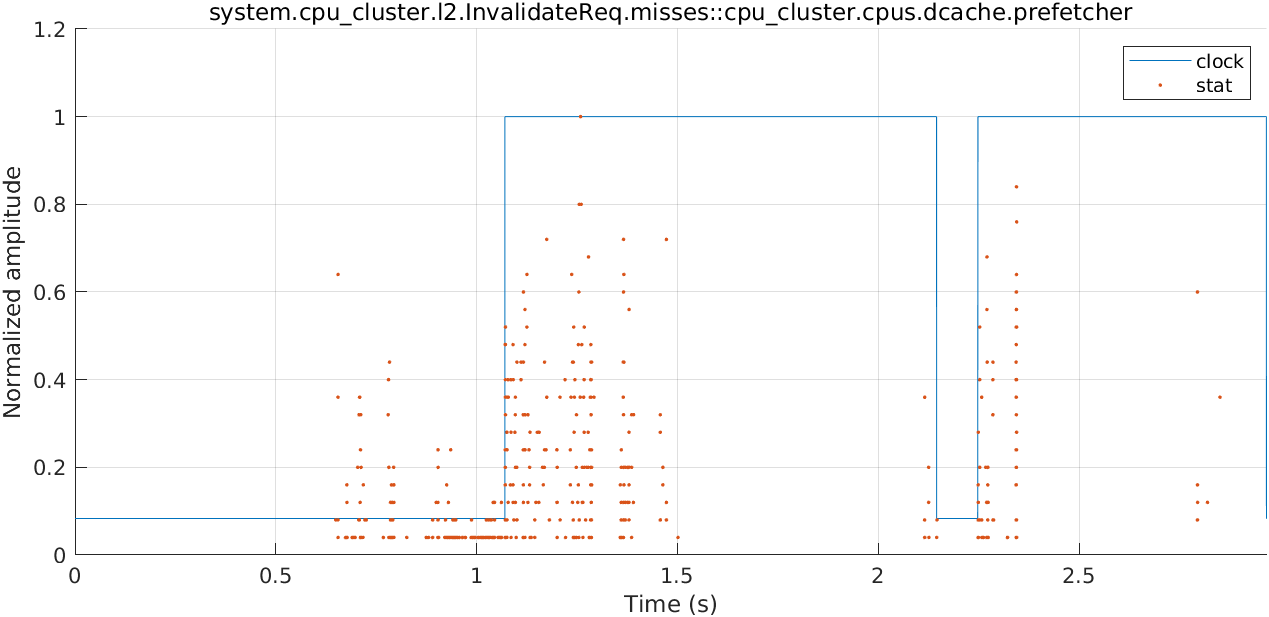 system.cpu_cluster.l2.InvalidateReq.misses::cpu_cluster.cpus.dcache.prefetcher
1.2
1
0.8
0.6
0.4
0.2
0
Normalized amplitude
clock
stat
0 0.5 1 1.5 2 2.5
Time (s)